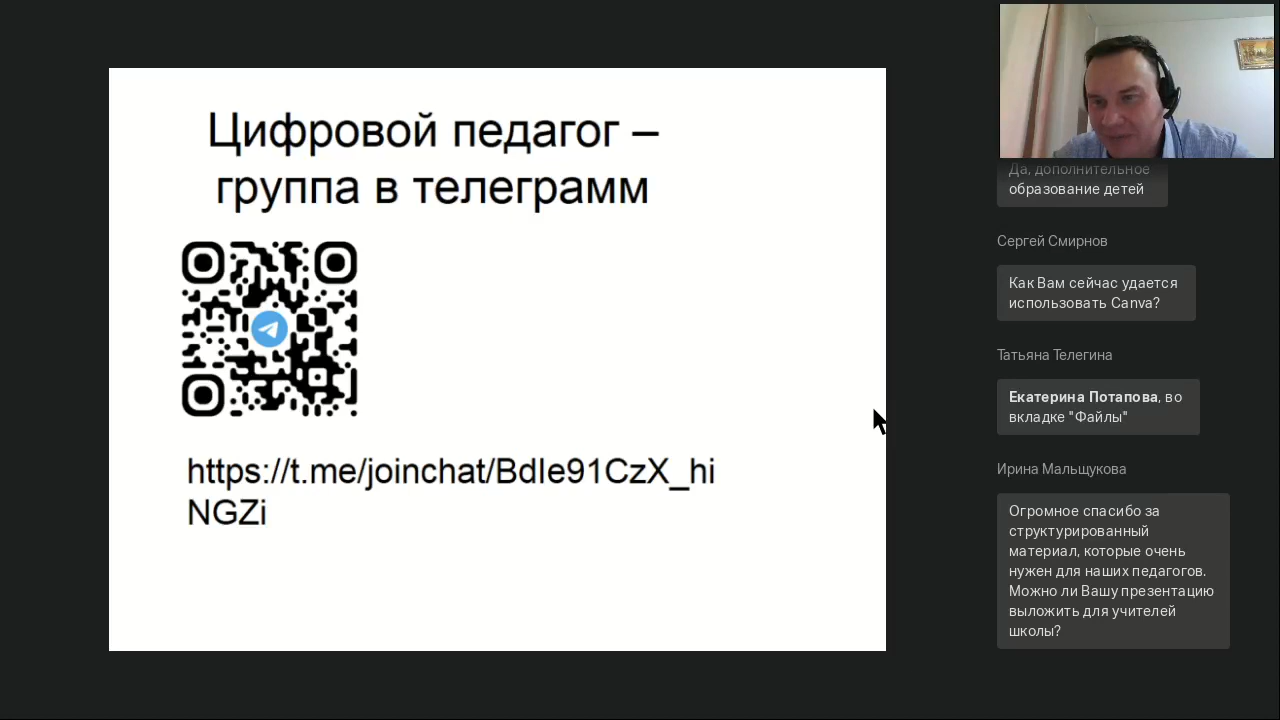 Цифровой педагог –
группа в телеграмм
https://t.me/joinchat/BdIe91CzX_hi
NGZi
Да, дополнительное
образование детей
Сергей Смирнов
Как Вам сейчас удается
использовать Canva?
Татьяна Телегина
Екатерина Потапова, во
вкладке "Файлы"
Ирина Мальщукова
Огромное спасибо за
структурированный
материал, которые очень
нужен для наших педагогов.
Можно ли Вашу презентацию
выложить для учителей
школы?